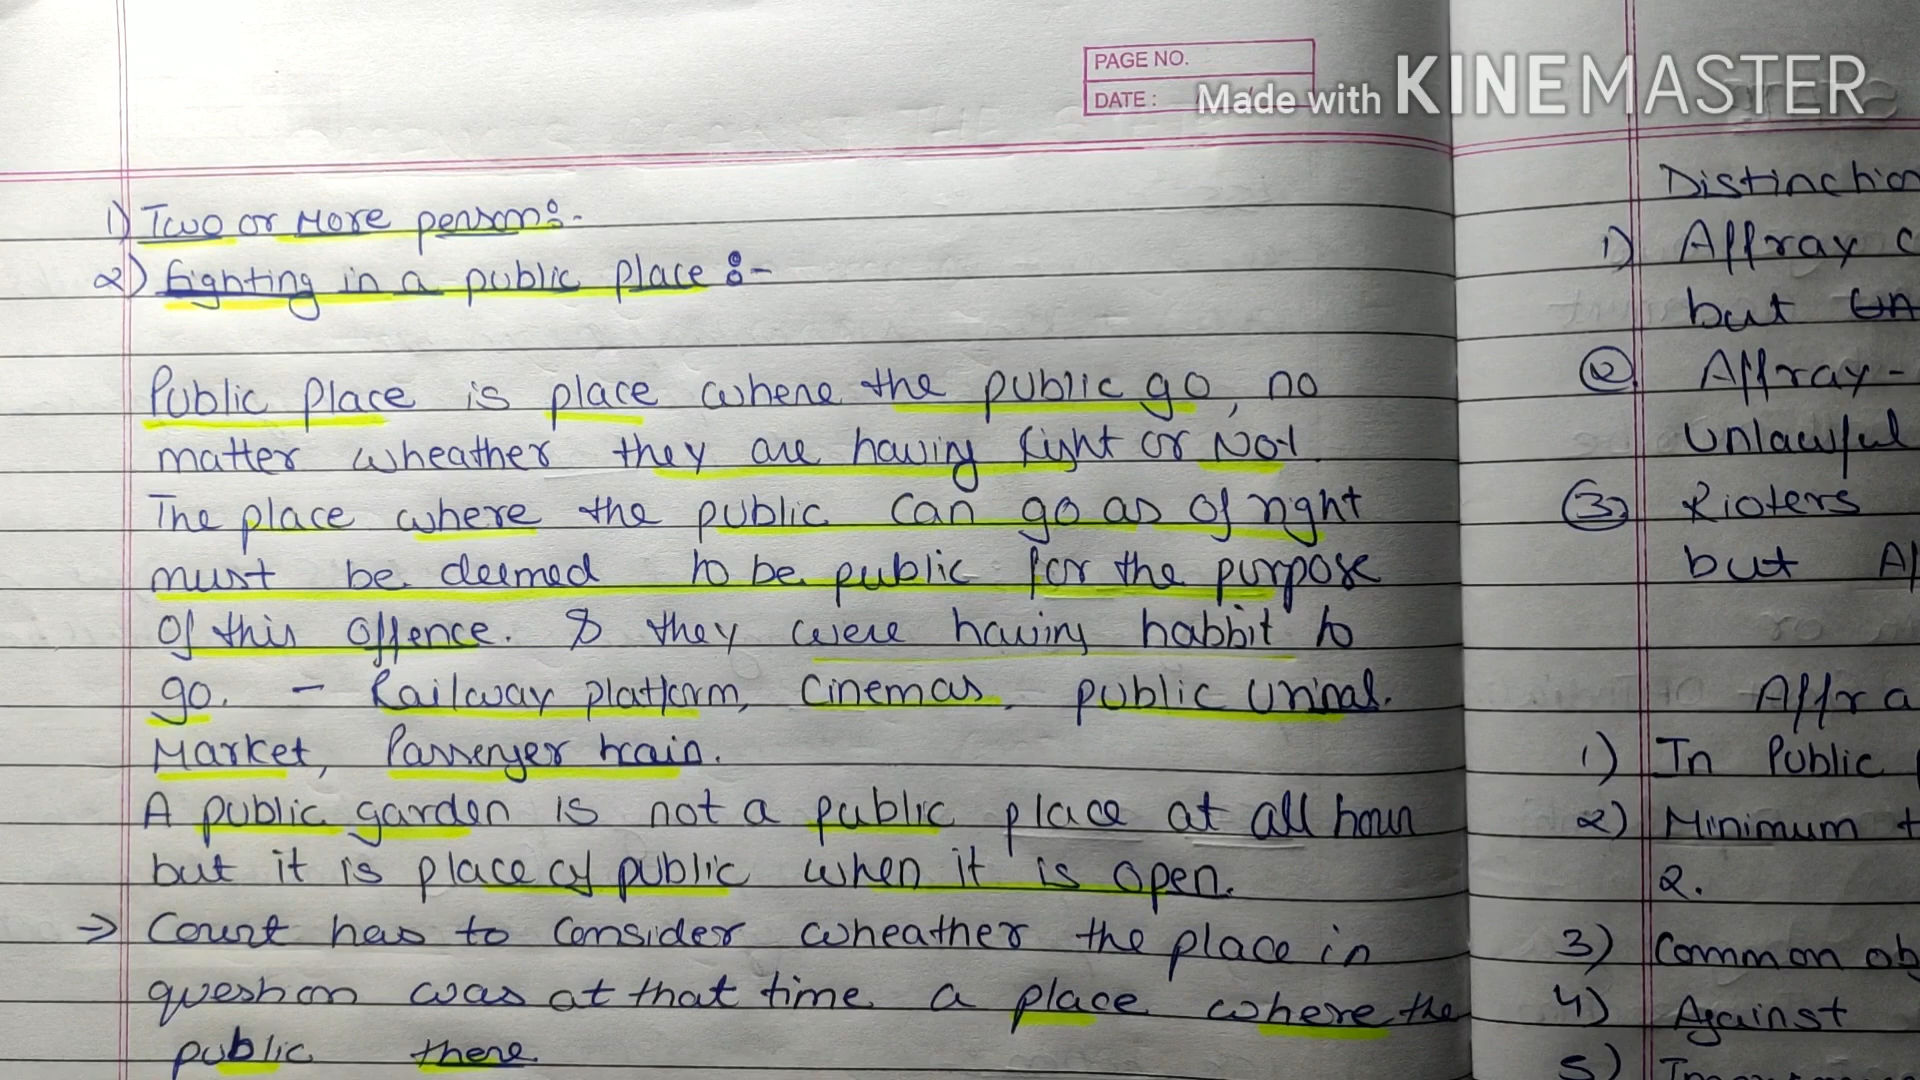 PAGE NO.
DATE :
Made with KINEMASTER
1) Two or More person:-
2) fighting in a public place :-
Public Place is place where the public go, no
matter wheather they are having right or Not
The place where the public can go as of right
must be deemed to be public for the purpose
of this offence. & they were having habbit to
go. - Railway platform, cinemas, public urinal.
Market, Passenger train.
A public garden is not a public place at all hour
but it is place of public when it is open.
→ Court has to consider wheather the place in
question was at that time a place where the
public there
Distinction
1) Affray
but
② Affray -
Unlawful
③ Rioters
but
Affra
1) In Public
2) Minimum
2.
3) Common ob
4) Against
5)